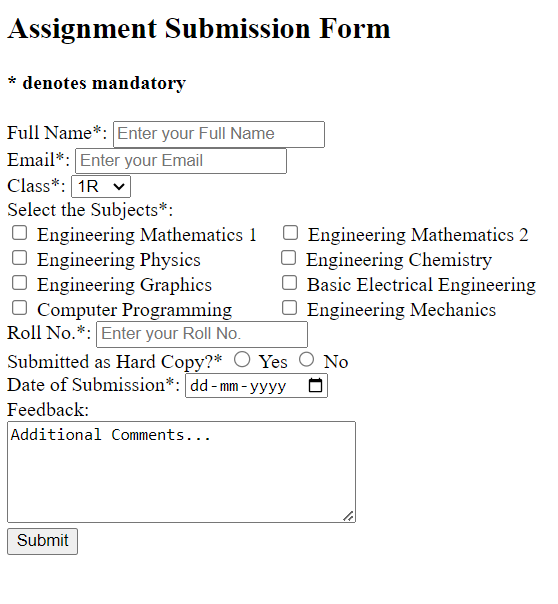 Assignment Submission Form
* denotes mandatory
Full Name*: Enter your Full Name
Email*: Enter your Email
Class*: 1R
Select the Subjects*:
Engineering Mathematics 1 Engineering Mathematics 2
Engineering Physics Engineering Chemistry
Engineering Graphics Basic Electrical Engineering
Computer Programming Engineering Mechanics
Roll No.*: Enter your Roll No.
Submitted as Hard Copy?* Yes No
Date of Submission*: dd-mm-yyyy
Feedback:
Additional Comments...
Submit